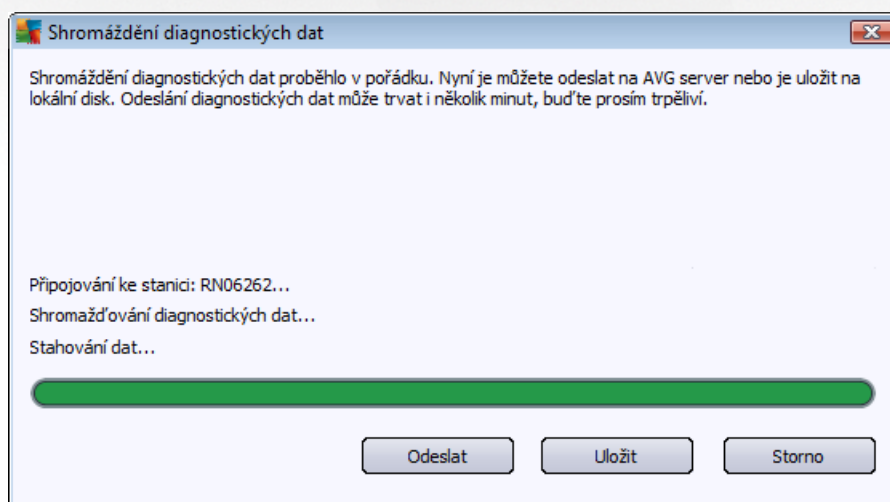 Shromáždění diagnostických dat
Shromáždění diagnostických dat proběhlo v pořádku. Nyní je můžete odeslat na AVG server nebo je uložit na
lokální disk. Odeslání diagnostických dat může trvat i několik minut, buďte prosím trpěliví.
Připojování ke stanici: RN06262...
Shromažďování diagnostických dat...
Stahování dat...
Odeslat Uložit Storno